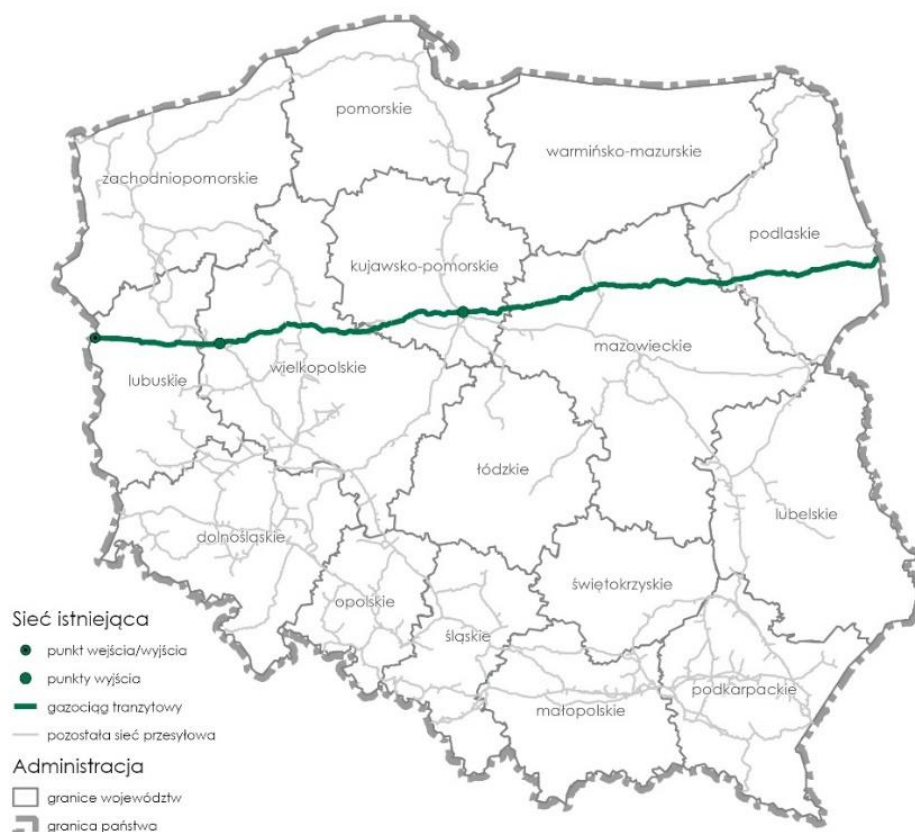 pomorskie
warmińsko-mazurskie
zachodniopomorskie
podlaskie
kujawsko-pomorskie
mazowieckie
wielkopolskie
lubuskie
łódzkie
lubelskie
dolnośląskie
świętokrzyskie
opolskie
śląskie
podkarpackie
małopolskie
Sieć istniejąca
punkt wejścia/wyjścia
punkty wyjścia
gazociąg tranzytowy
pozostała sieć przesyłowa
Administracja
granice województw
granica państwa